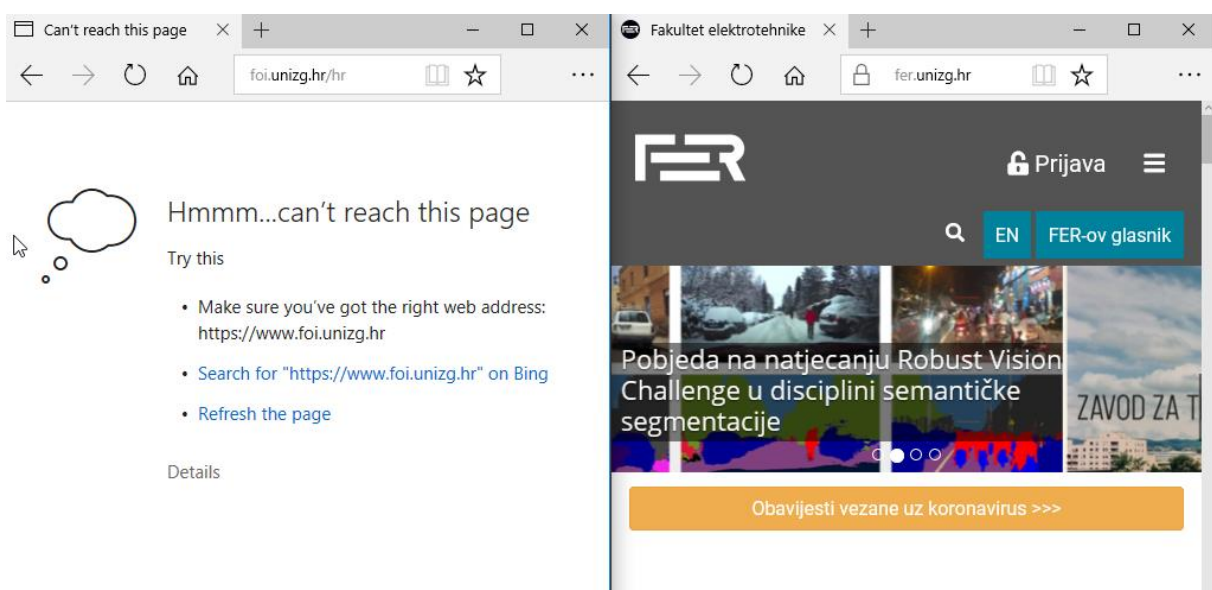 Can't reach this page
foi.unizg.hr/hr
Hmmm...can't reach this page
Try this
• Make sure you've got the right web address:
https://www.foi.unizg.hr
• Search for "https://www.foi.unizg.hr" on Bing
• Refresh the page
Details
Fakultet elektrotehnike
fer.unizg.hr
FER
Prijava
EN FER-ov glasnik
Pobjeda na natjecanju Robust Vision
Challenge u disciplini semantičke
segmentacije
ZAVOD ZA T
Obavijesti vezane uz koronavirus >>>